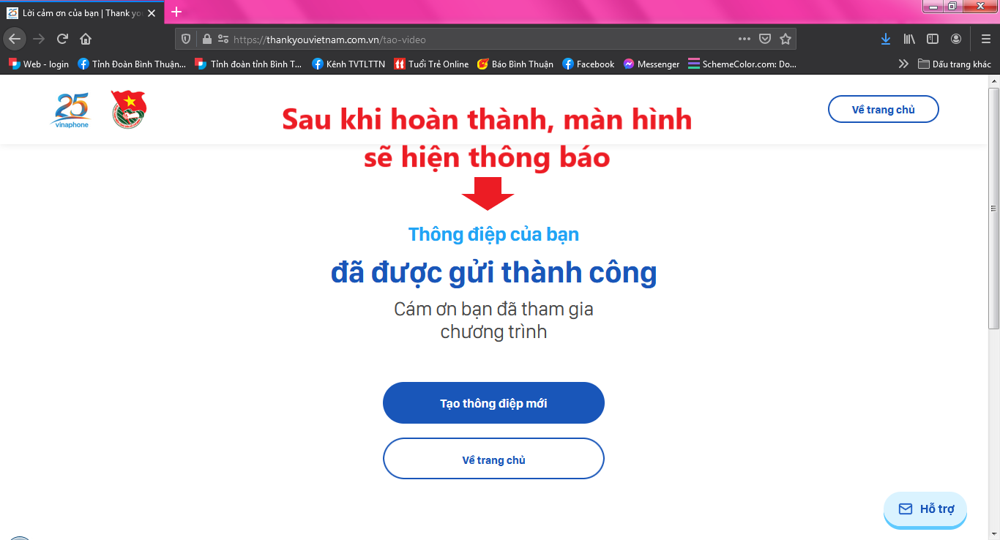 Lời cảm ơn của bạn | Thank yo
https://thankyouvietnam.com.vn/tao-video
Web - login
Tỉnh Đoàn Bình Thuận...
Tỉnh đoàn tỉnh Bình T...
Kênh TVTLTTN
Tuổi Trẻ Online
Báo Bình Thuận
Facebook
Messenger
SchemeColor.com: Do...
Dấu trang khác
25
vinaphone
Về trang chủ
Sau khi hoàn thành, màn hình
sẽ hiện thông báo
Thông điệp của bạn
đã được gửi thành công
Cám ơn bạn đã tham gia
chương trình
Tạo thông điệp mới
Về trang chủ
Hỗ trợ